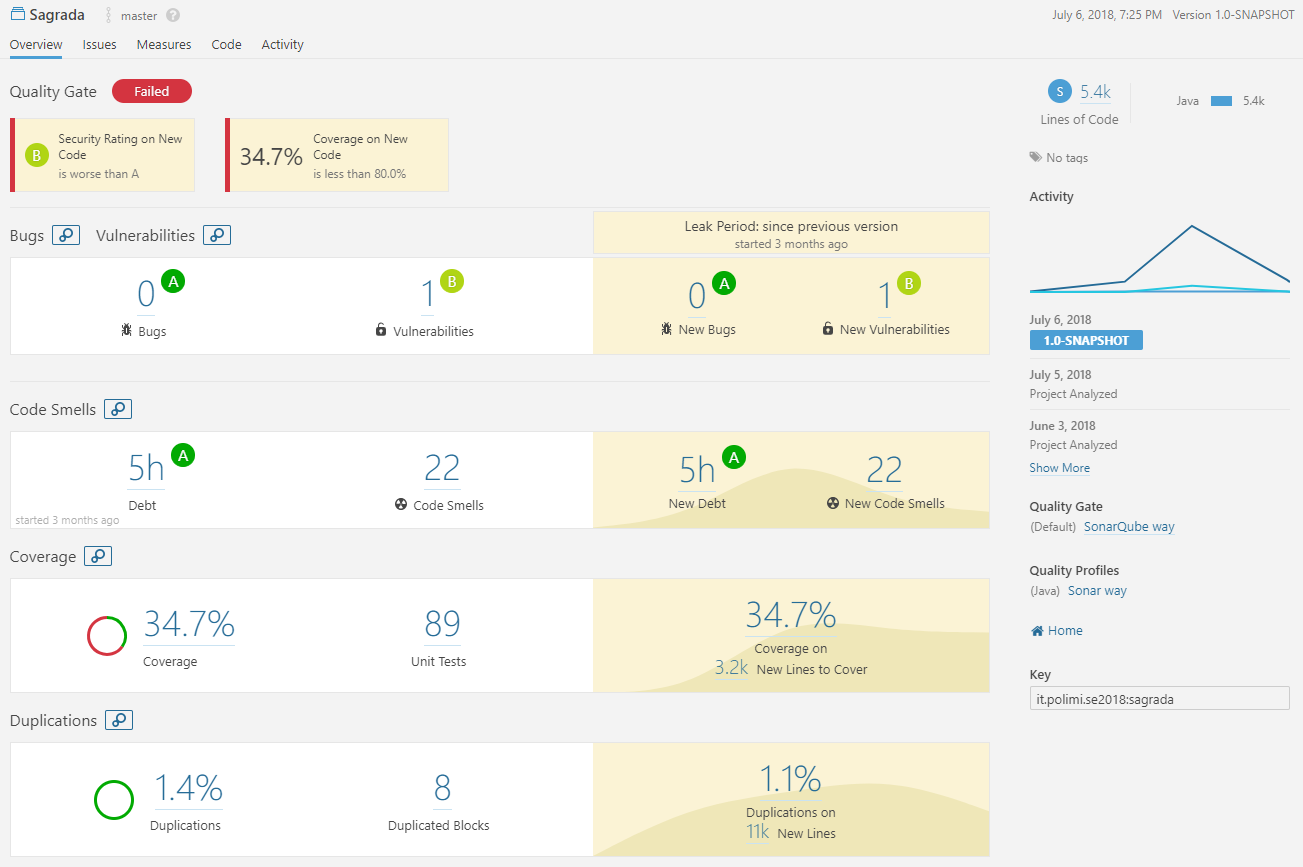 Sagrada master ?
July 6, 2018, 7:25 PM Version 1.0-SNAPSHOT
Overview Issues Measures Code Activity
Quality Gate Failed
B Security Rating on New
Code
is worse than A
34.7% Coverage on New
Code
is less than 80.0%
Bugs Vulnerabilities
Leak Period: since previous version
started 3 months ago
0 A
Bugs
1 B
Vulnerabilities
0 A
New Bugs
1 B
New Vulnerabilities
Code Smells
5h A
Debt
22
Code Smells
started 3 months ago
5h A
New Debt
22
New Code Smells
Coverage
34.7%
Coverage
89
Unit Tests
34.7%
Coverage on
3.2k New Lines to Cover
Duplications
1.4%
Duplications
8
Duplicated Blocks
1.1%
Duplications on
11k New Lines
S 5.4k
Lines of Code
Java 5.4k
No tags
Activity
July 6, 2018
1.0-SNAPSHOT
July 5, 2018
Project Analyzed
June 3, 2018
Project Analyzed
Show More
Quality Gate
(Default) SonarQube way
Quality Profiles
(Java) Sonar way
Home
Key
it.polimi.se2018:sagrada